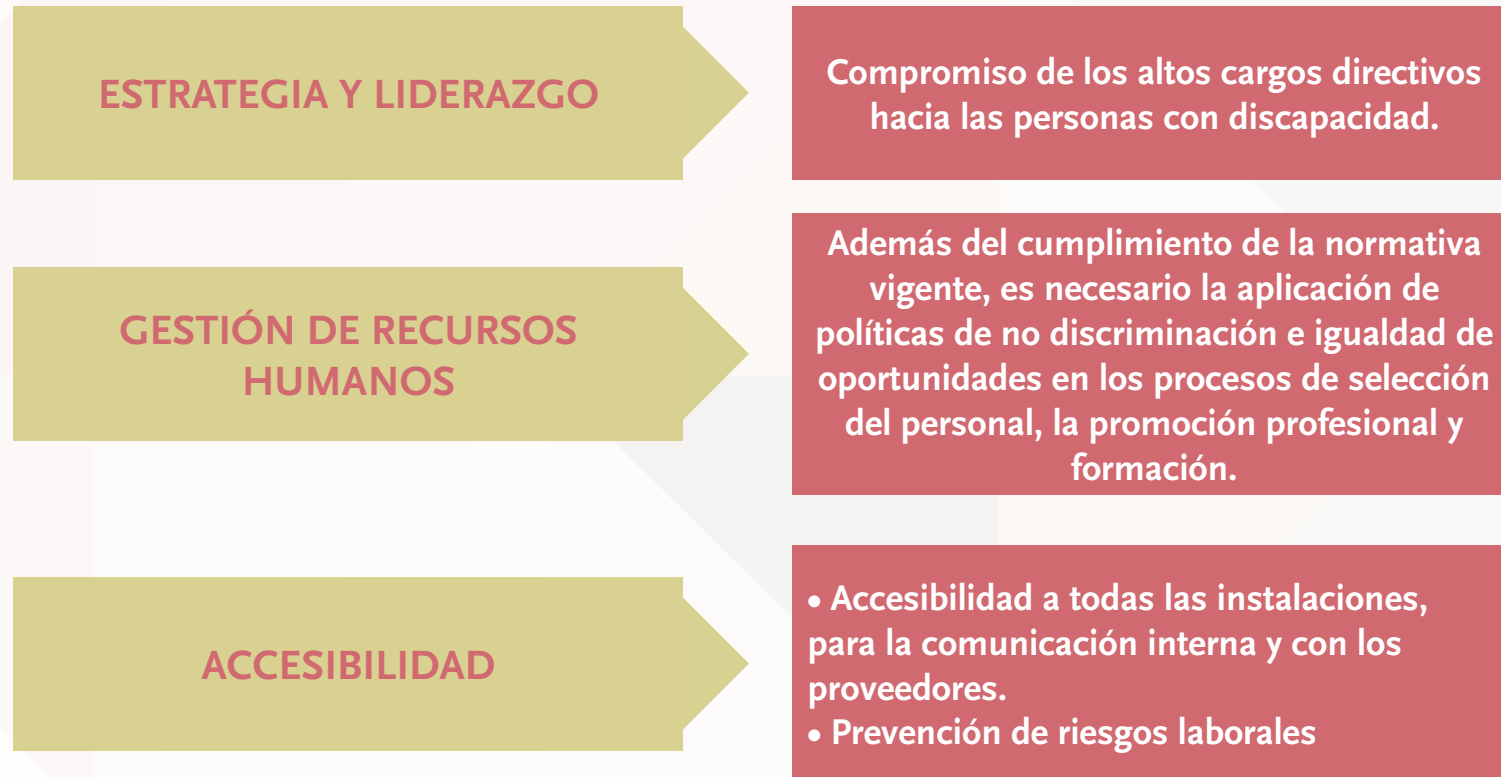 ESTRATEGIA Y LIDERAZGO
Compromiso de los altos cargos directivos
hacia las personas con discapacidad.
GESTIÓN DE RECURSOS
HUMANOS
Además del cumplimiento de la normativa
vigente, es necesario la aplicación de
políticas de no discriminación e igualdad de
oportunidades en los procesos de selección
del personal, la promoción profesional y
formación.
ACCESIBILIDAD
• Accesibilidad a todas las instalaciones,
para la comunicación interna y con los
proveedores.
• Prevención de riesgos laborales